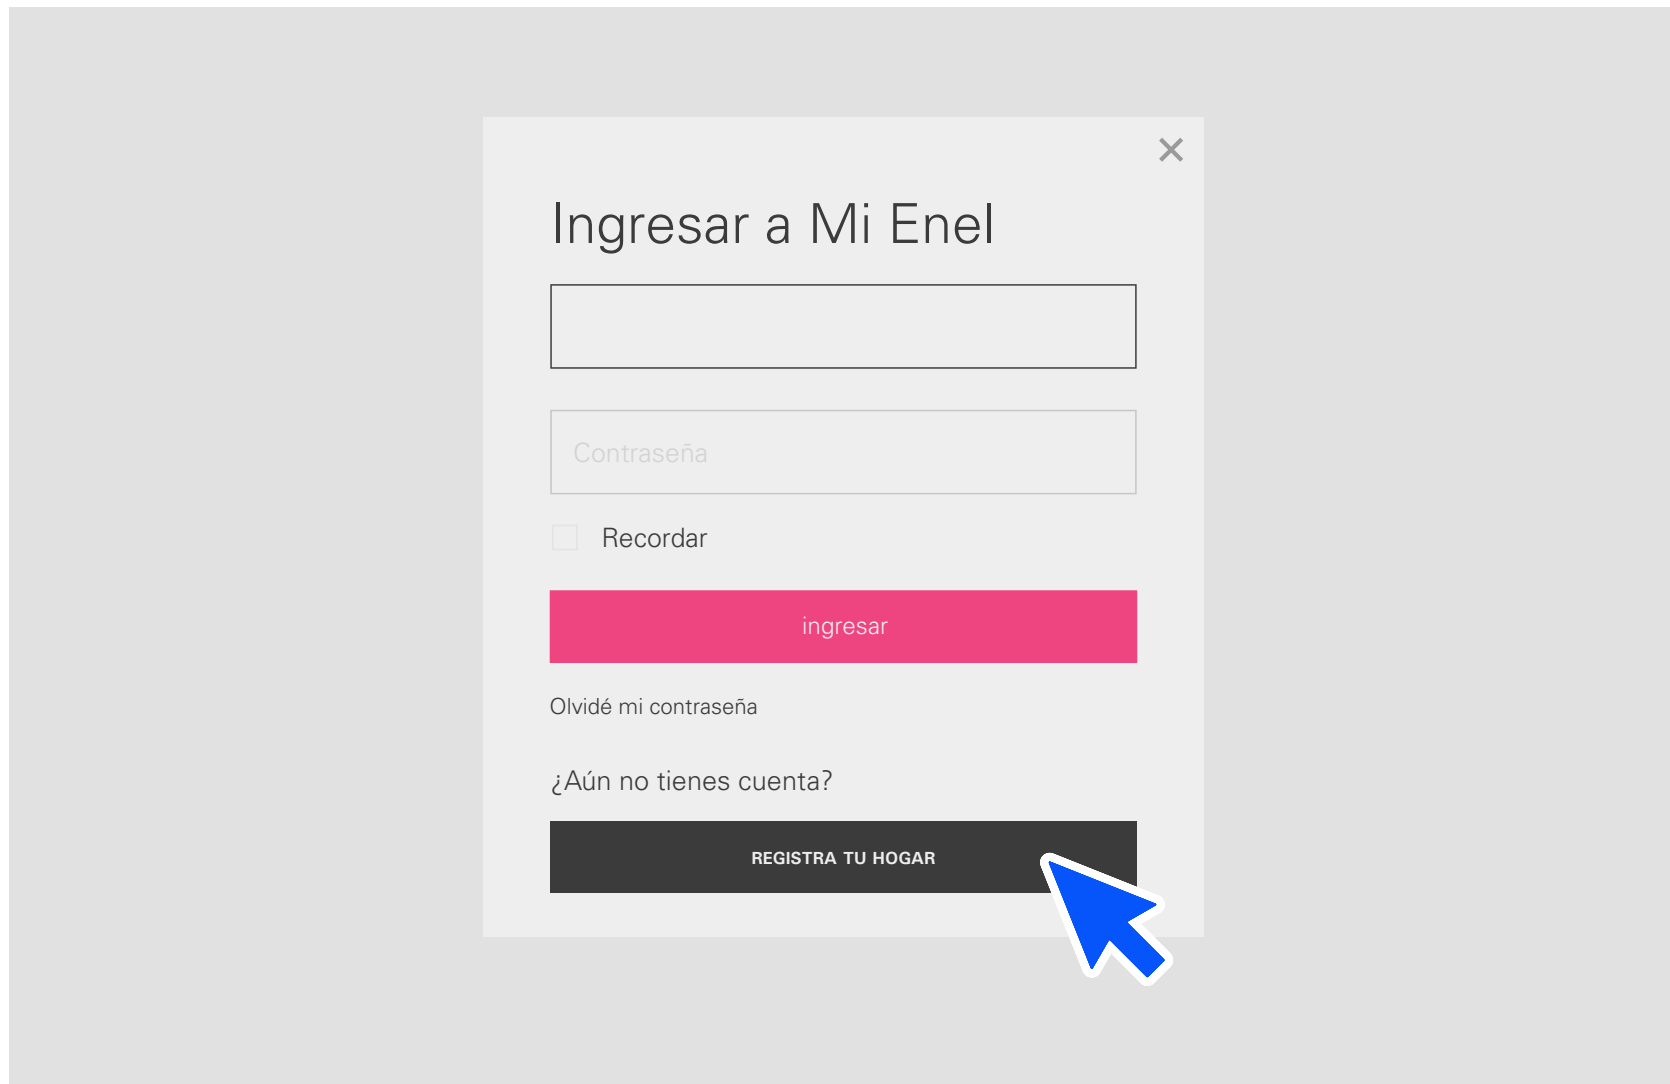 Ingresar a Mi Enel
Contraseña
Recordar
ingresar
Olvidé mi contraseña
¿Aún no tienes cuenta?
REGISTRA TU HOGAR